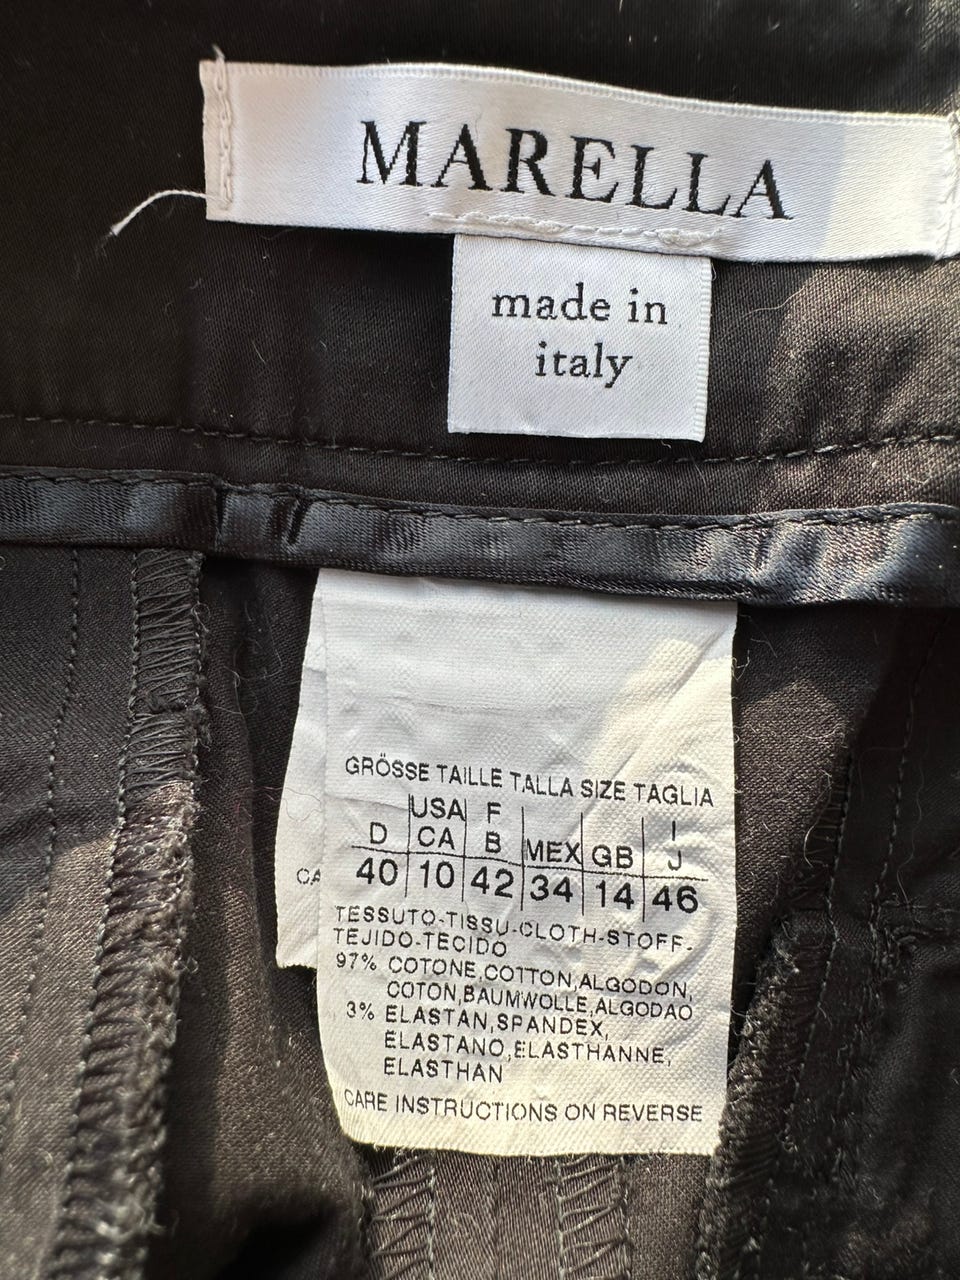 MARELLA
made in
italy
GRÖSSE TAILLE TALLA SIZE TAGLIA
D USA CA F B MEX GB I J
40 10 42 34 14 46
TESSUTO-TISSU-CLOTH-STOFF-
TEJIDO-TECIDO
97% COTONE,COTTON,ALGODON,
COTON,BAUMWOLLE,ALGODAO
3% ELASTAN,SPANDEX,
ELASTANO,ELASTHANNE,
ELASTHAN
CARE INSTRUCTIONS ON REVERSE
CA